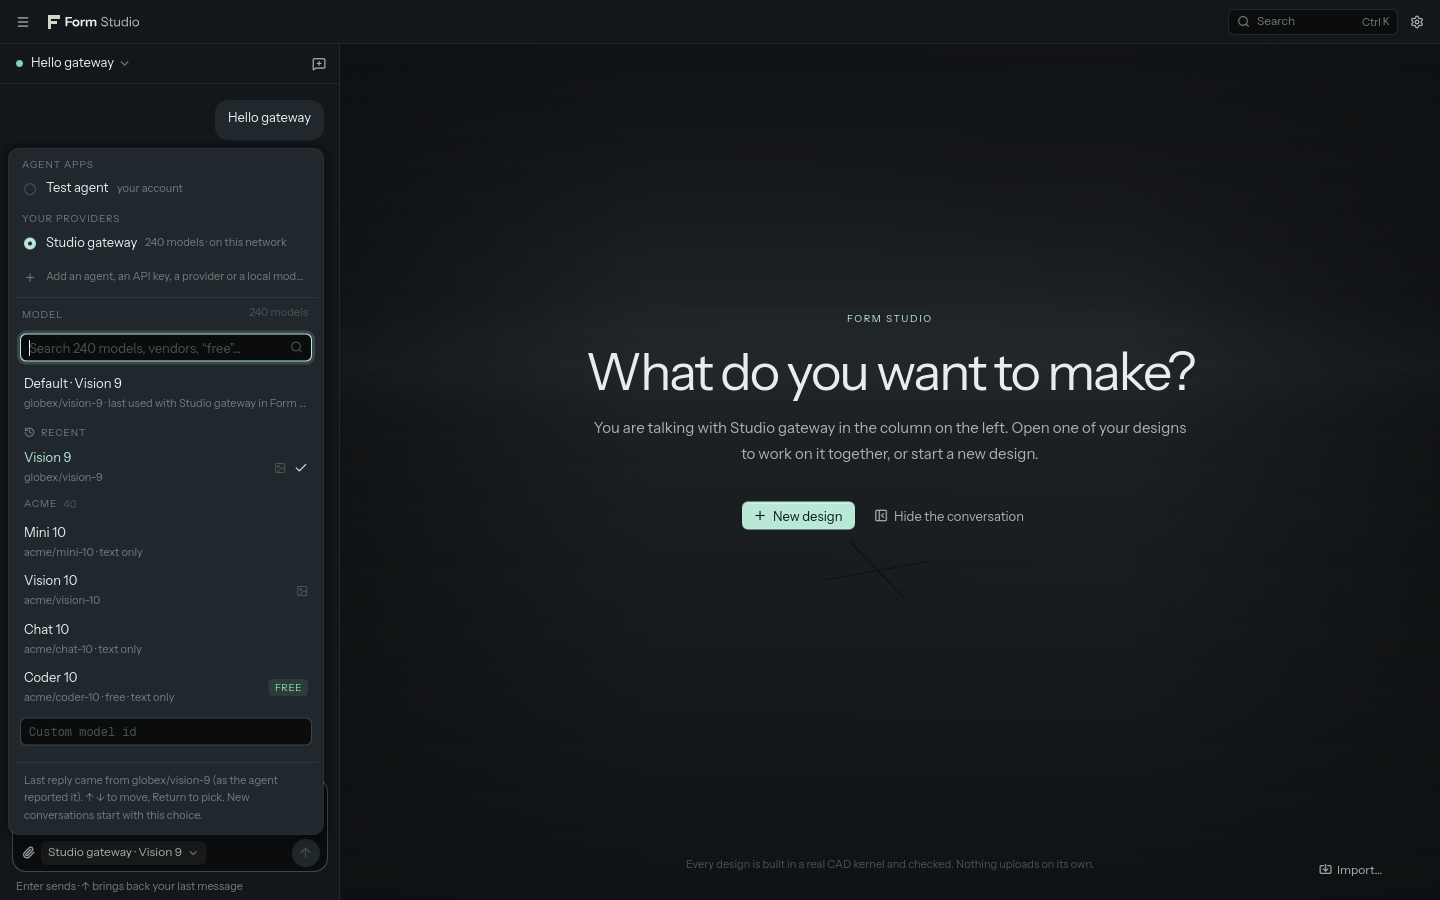 Form Studio
Search
Ctrl K
Hello gateway
Hello gateway
AGENT APPS
Test agent your account
YOUR PROVIDERS
Studio gateway 240 models · on this network
Add an agent, an API key, a provider or a local mod...
MODEL
240 models
Search 240 models, vendors, “free”...
Default · Vision 9
globex/vision-9 · last used with Studio gateway in Form ...
RECENT
Vision 9
globex/vision-9
ACME 40
Mini 10
acme/mini-10 · text only
Vision 10
acme/vision-10
Chat 10
acme/chat-10 · text only
Coder 10
acme/coder-10 · free · text only
FREE
Custom model id
Last reply came from globex/vision-9 (as the agent
reported it). ↑ ↓ to move, Return to pick. New
conversations start with this choice.
Studio gateway · Vision 9
Enter sends · ↑ brings back your last message
FORM STUDIO
What do you want to make?
You are talking with Studio gateway in the column on the left. Open one of your designs
to work on it together, or start a new design.
New design
Hide the conversation
Every design is built in a real CAD kernel and checked. Nothing uploads on its own.
Import...